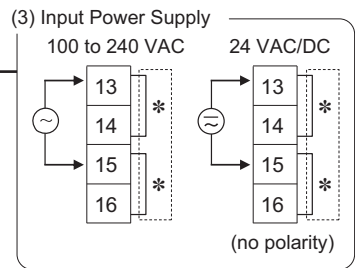 (3) Input Power Supply
100 to 240 VAC 24 VAC/DC
13 * 13 *
14 14
15 * 15 *
16 16
(no polarity)